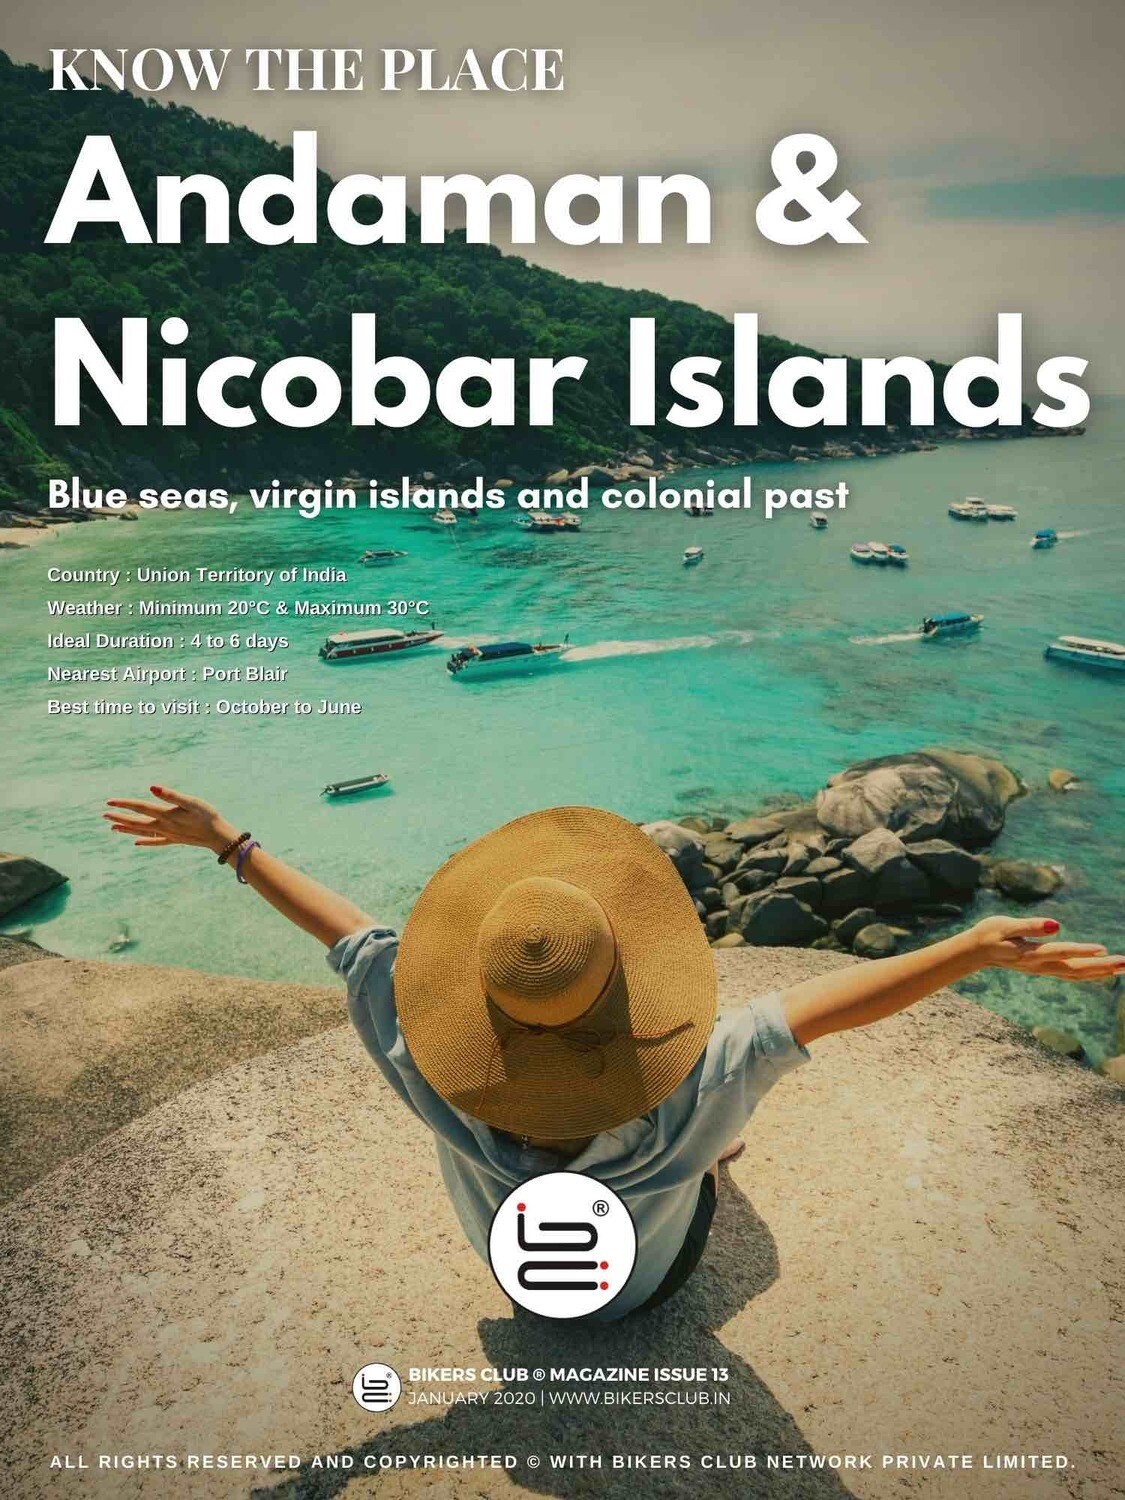 KNOW THE PLACE
Andaman &
Nicobar Islands
Blue seas, virgin islands and colonial past
Country : Union Territory of India
Weather : Minimum 20°C & Maximum 30°C
Ideal Duration : 4 to 6 days
Nearest Airport : Port Blair
Best time to visit : October to June
®
BIKERS CLUB ® MAGAZINE ISSUE 13
JANUARY 2020 | WWW.BIKERSCLUB.IN
ALL RIGHTS RESERVED AND COPYRIGHTED © WITH BIKERS CLUB NETWORK PRIVATE LIMITED.